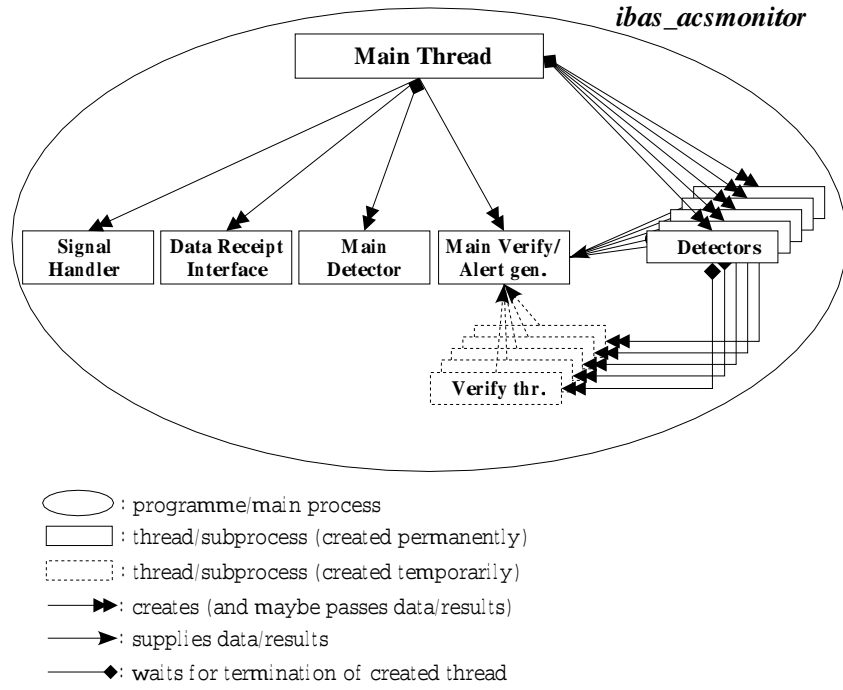 ibas_acsmonitor
Main Thread
Signal
Handler
Data Receipt
Interface
Main
Detector
Main Verify/
Alert gen.
Detectors
Verify thr.
: programme/main process
: thread/subprocess (created permanently)
: thread/subprocess (created temporarily)
: creates (and maybe passes data/results)
: supplies data/results
: waits for termination of created thread